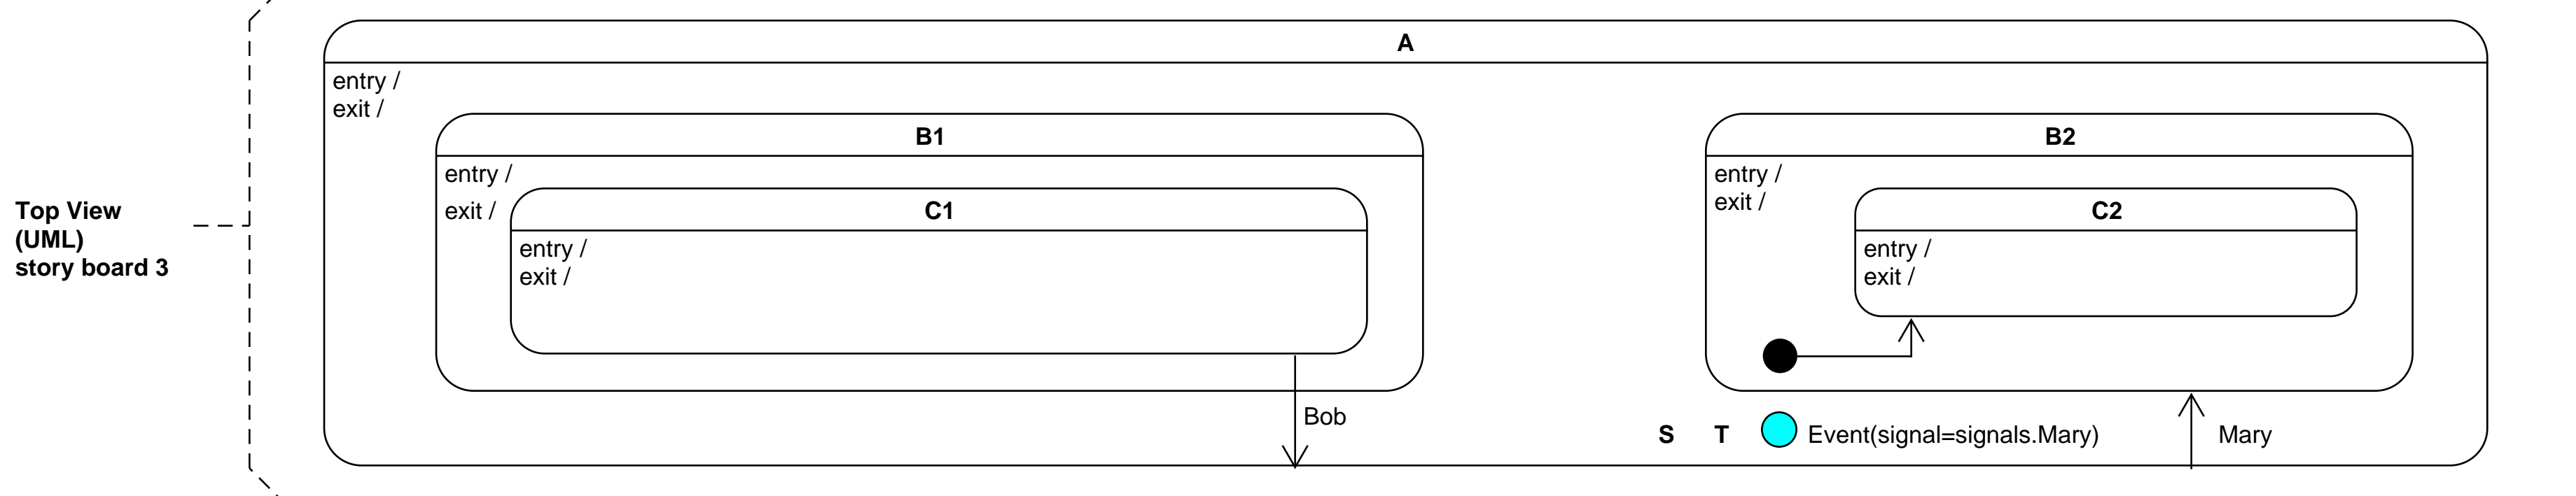 A
entry /
exit /
B1
B2
entry /
exit /
C1
entry /
exit /
entry /
exit /
C2
entry /
exit /
Top View
(UML)
story board 3
Bob
S T Event(signal=signals.Mary) Mary